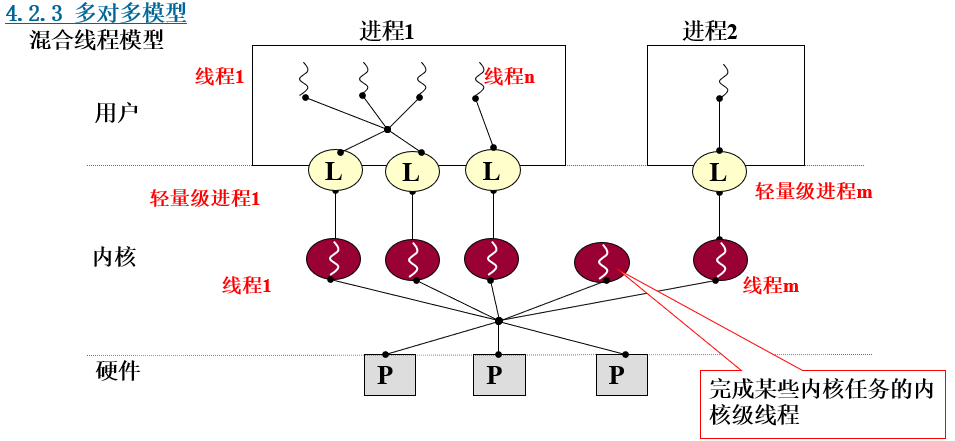 4.2.3 多对多模型
混合线程模型
进程1
进程2
线程1
线程n
用户
L
L
L
L
轻量级进程1
轻量级进程m
内核
线程1
线程m
硬件
P
P
P
完成某些内核任务的内
核级线程